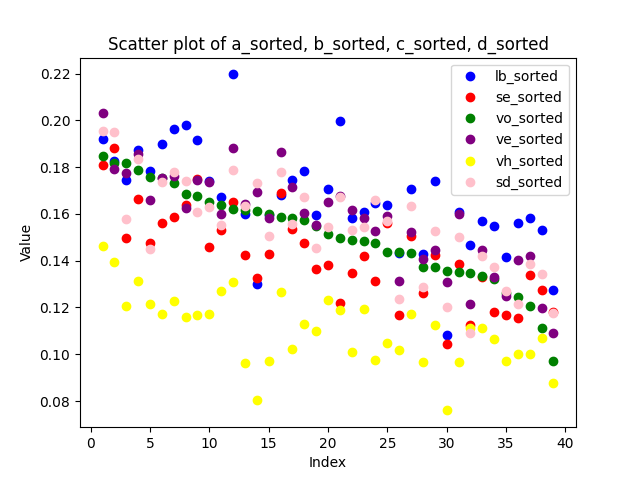 Scatter plot of a_sorted, b_sorted, c_sorted, d_sorted
lb_sorted
se_sorted
vo_sorted
ve_sorted
vh_sorted
sd_sorted
Value
0.22
0.20
0.18
0.16
0.14
0.12
0.10
0.08
0 5 10 15 20 25 30 35 40
Index